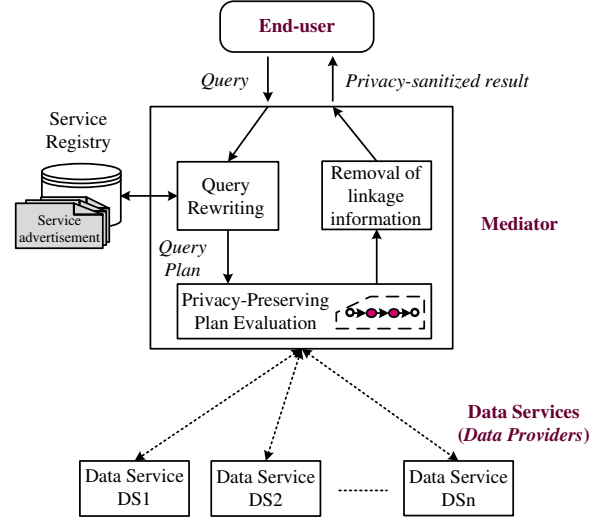 End-user
Query
Privacy-sanitized result
Service
Registry
Service
advertisement
Query
Rewriting
Removal of
linkage
information
Mediator
Query
Plan
Privacy-Preserving
Plan Evaluation
Data Services
(Data Providers)
Data Service
DS1
Data Service
DS2
Data Service
DSn